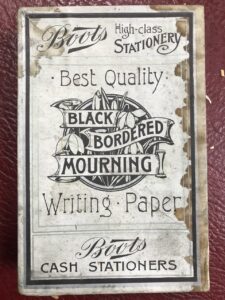 Boots High-class
STATIONERY
· Best Quality ·
BLACK
BORDERED
MOURNING
Writing · Paper
Boots
CASH STATIONERS